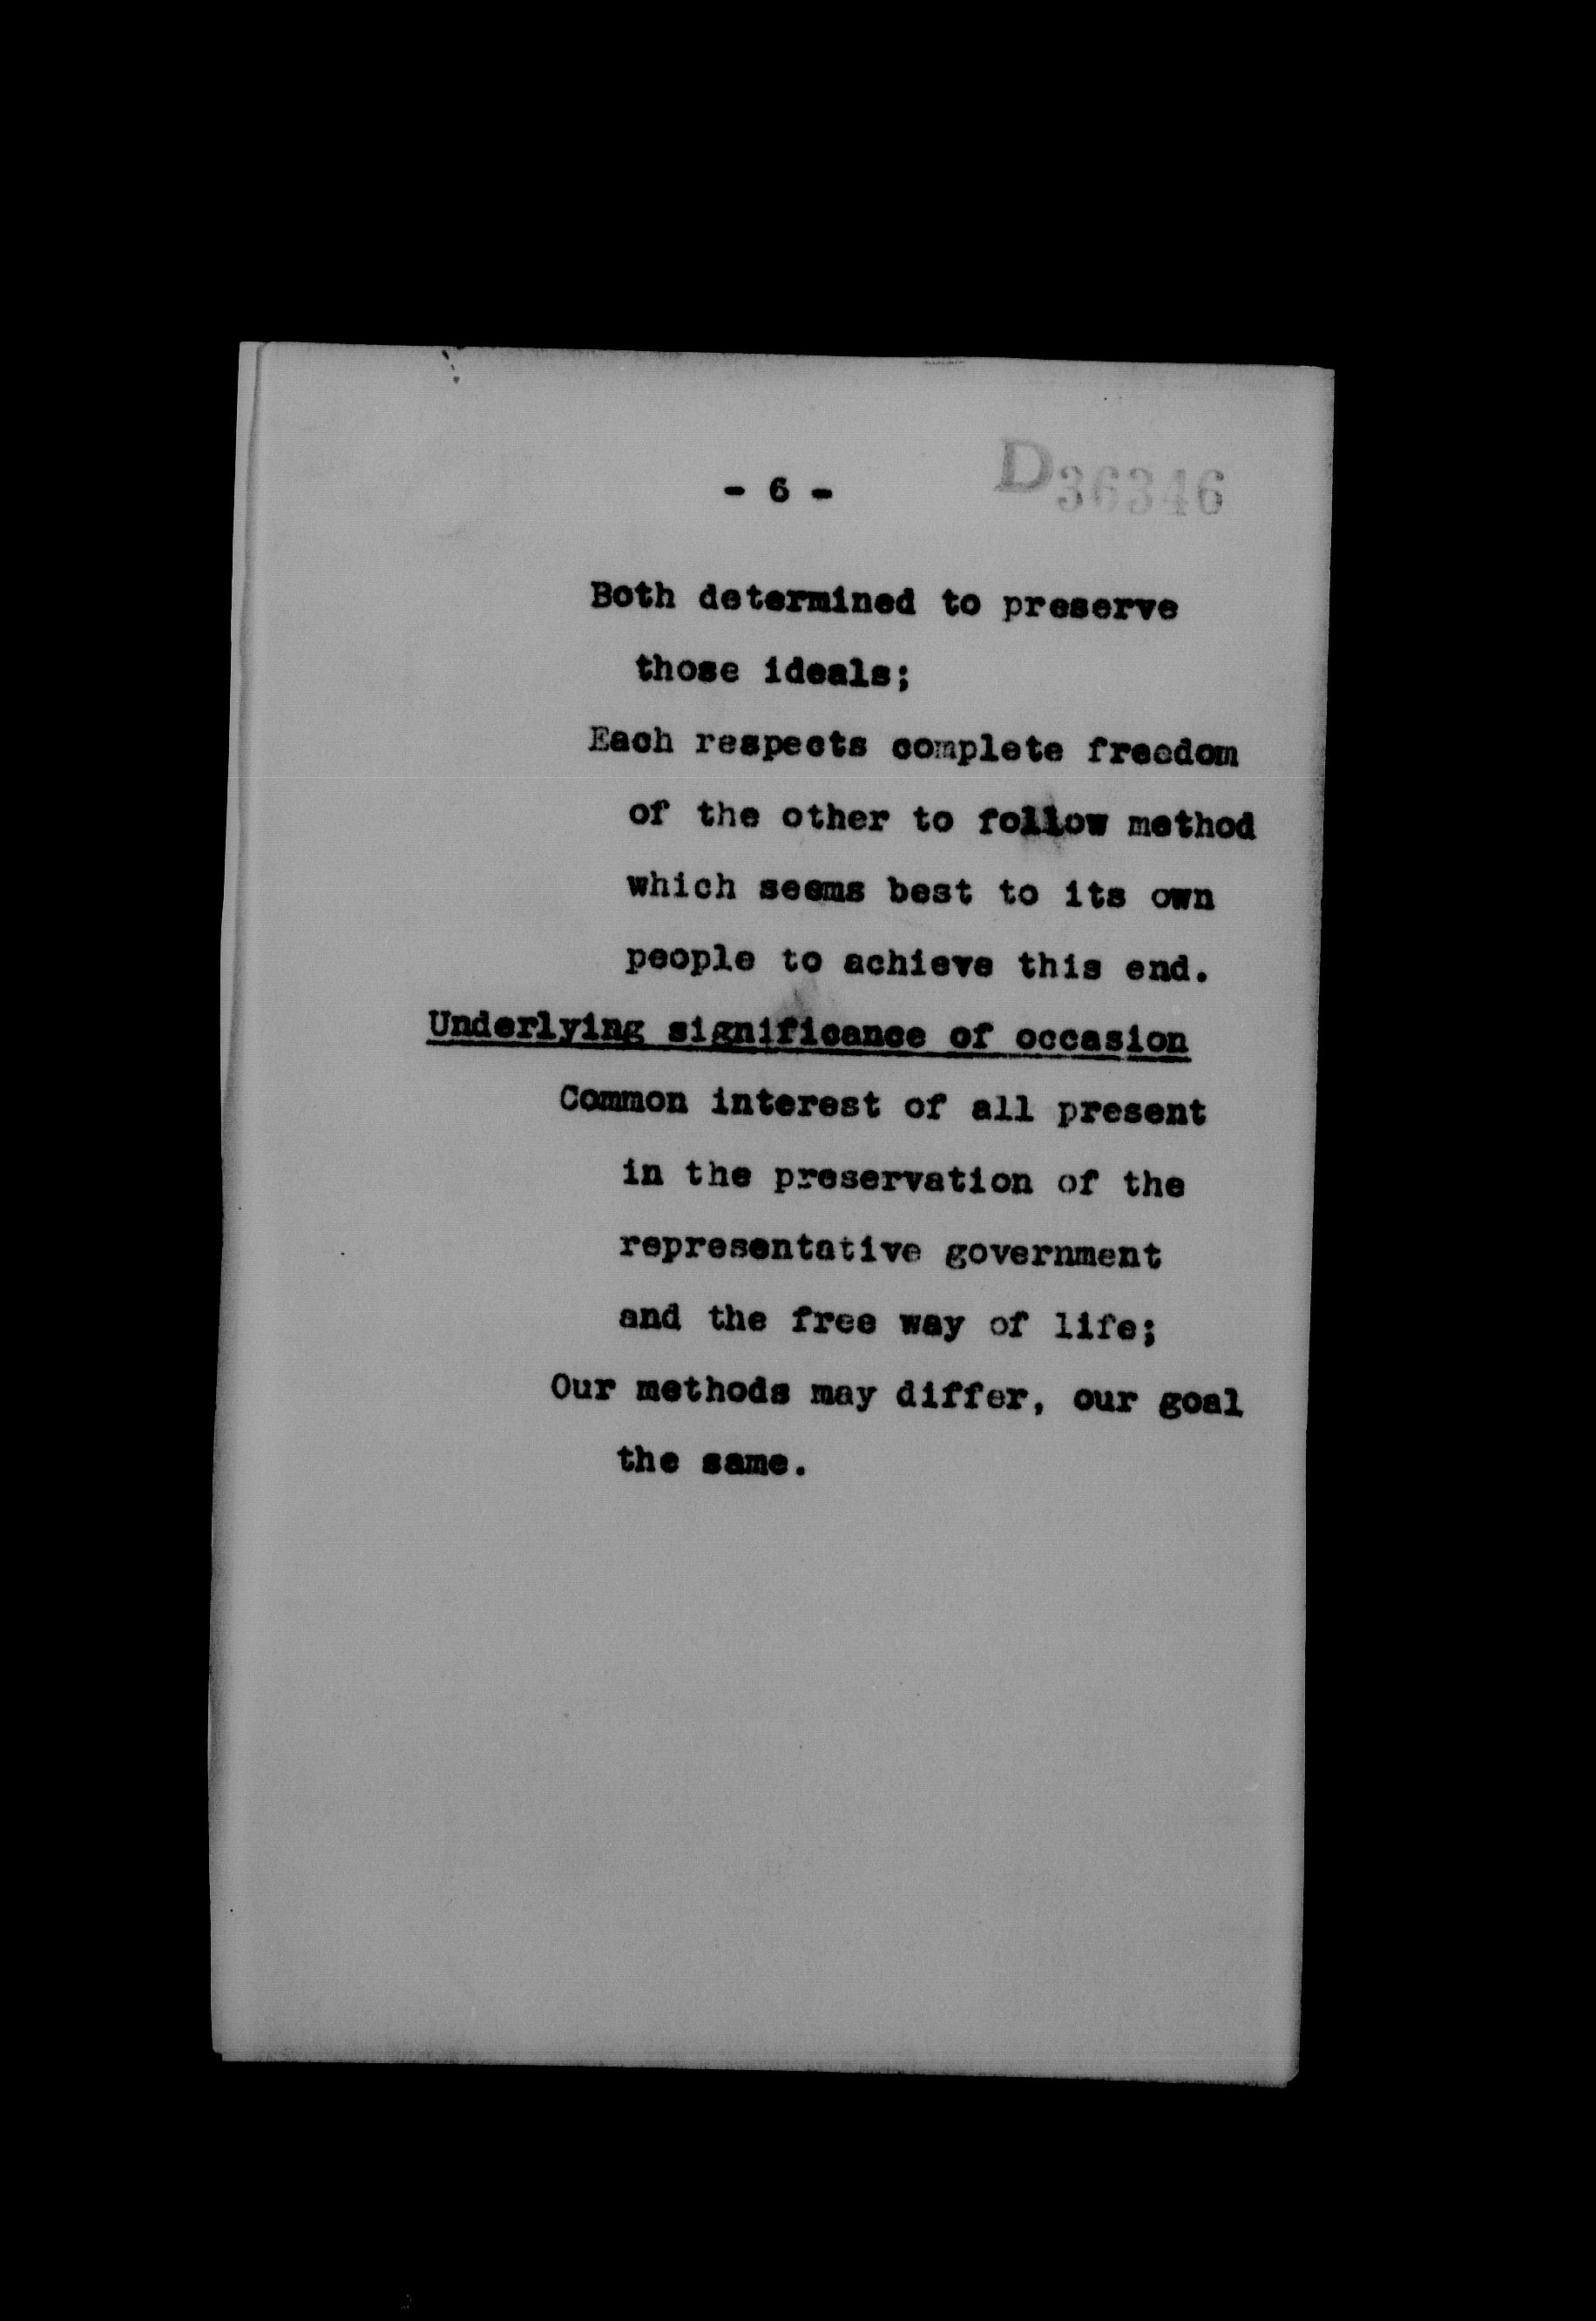 - 6 -
D36346
Both determined to preserve
those ideals;
Each respects complete freedom
of the other to follow method
which seems best to its own
people to achieve this end.
Underlying significance of occasion
Common interest of all present
in the preservation of the
representative government
and the free way of life;
Our methods may differ, our goal
the same.